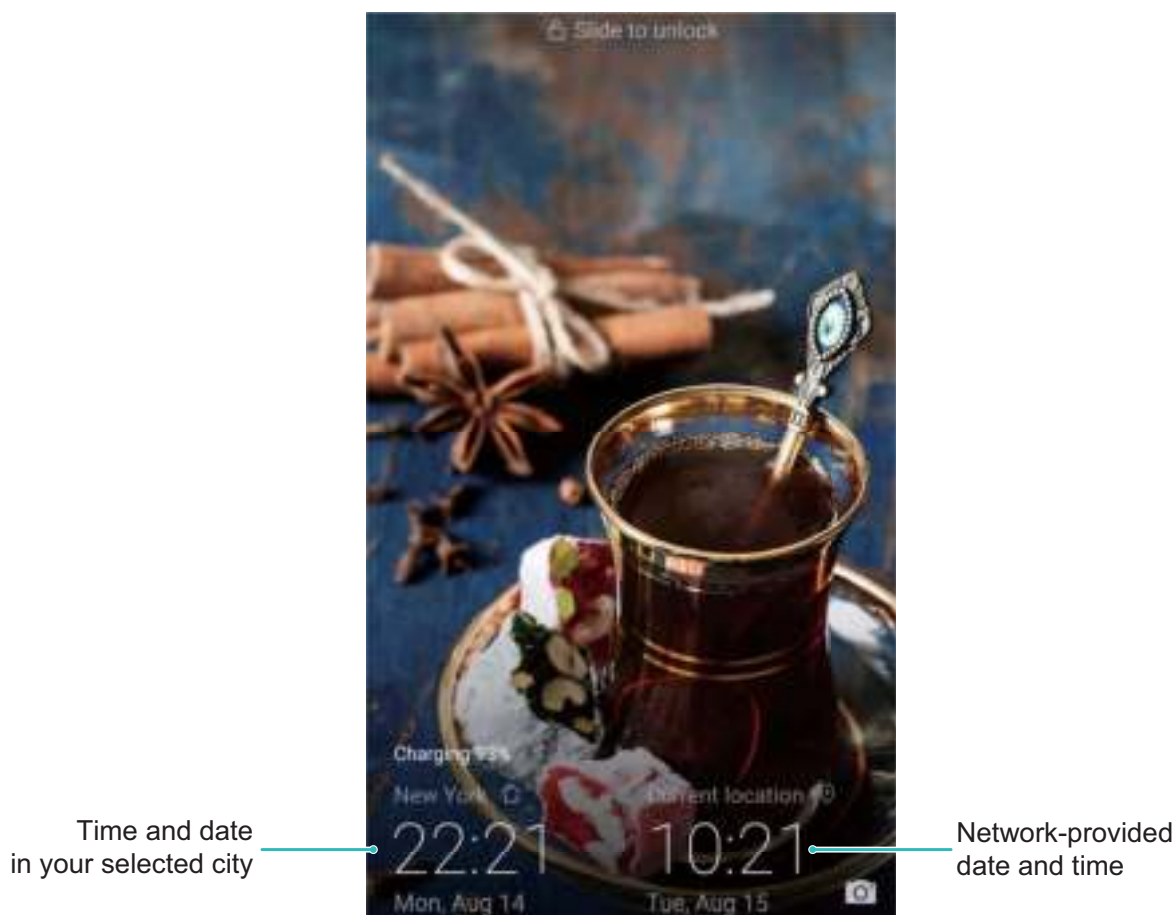 Slide to unlock
Charging 93%
New York
Current location
22:21
10:21
Mon, Aug 14
Tue, Aug 15
Time and date
in your selected city
Network-provided
date and time